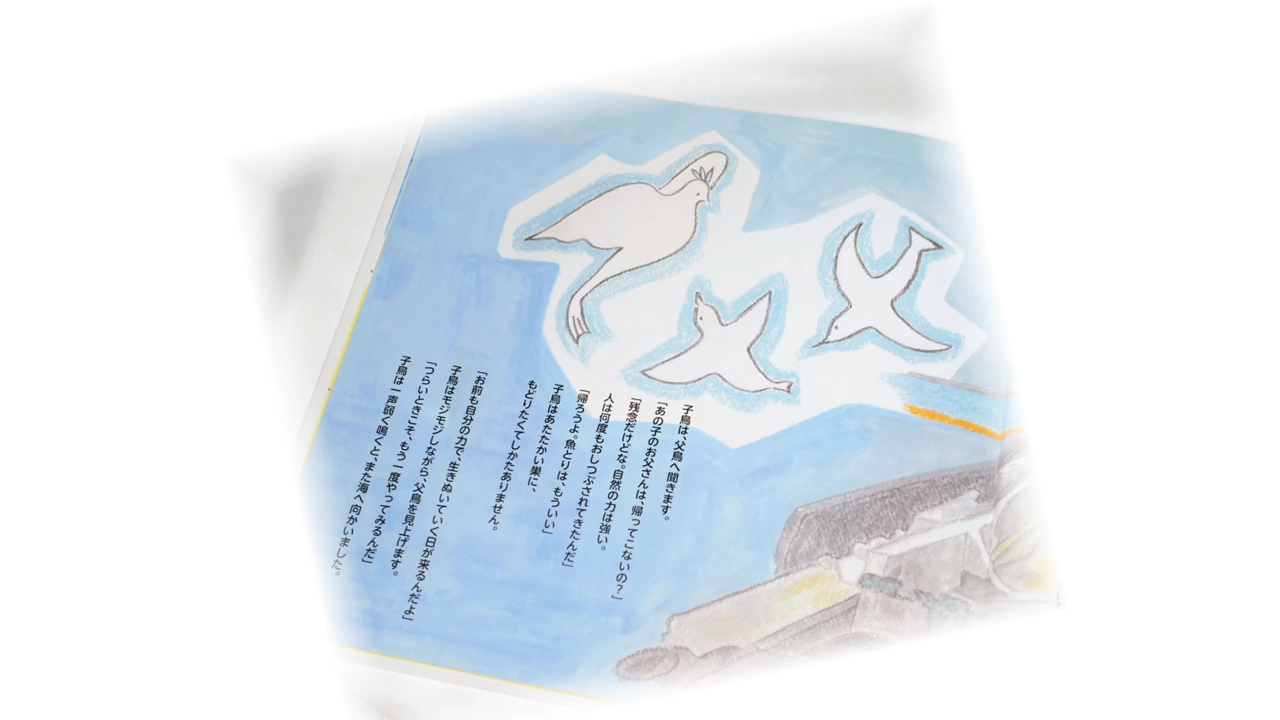 子鳥は、父鳥へ聞きます。
「あの子のお父さんは、帰ってこないの？」
「残念だけどな。自然の力は強い。
人は何度もおしつぶされてきたんだ」
「帰ろうよ。魚とりは、もういい」
子鳥はあたたかい巣に、
もどりたくてしかたありません。
「お前も自分の力で、生きぬいていく日が来るんだよ」
子鳥はモジモジしながら、父鳥を見上げます。
「つらいときこそ、もう一度やってみるんだ」
子鳥は一声弱く鳴くと、また海へ向かいました。